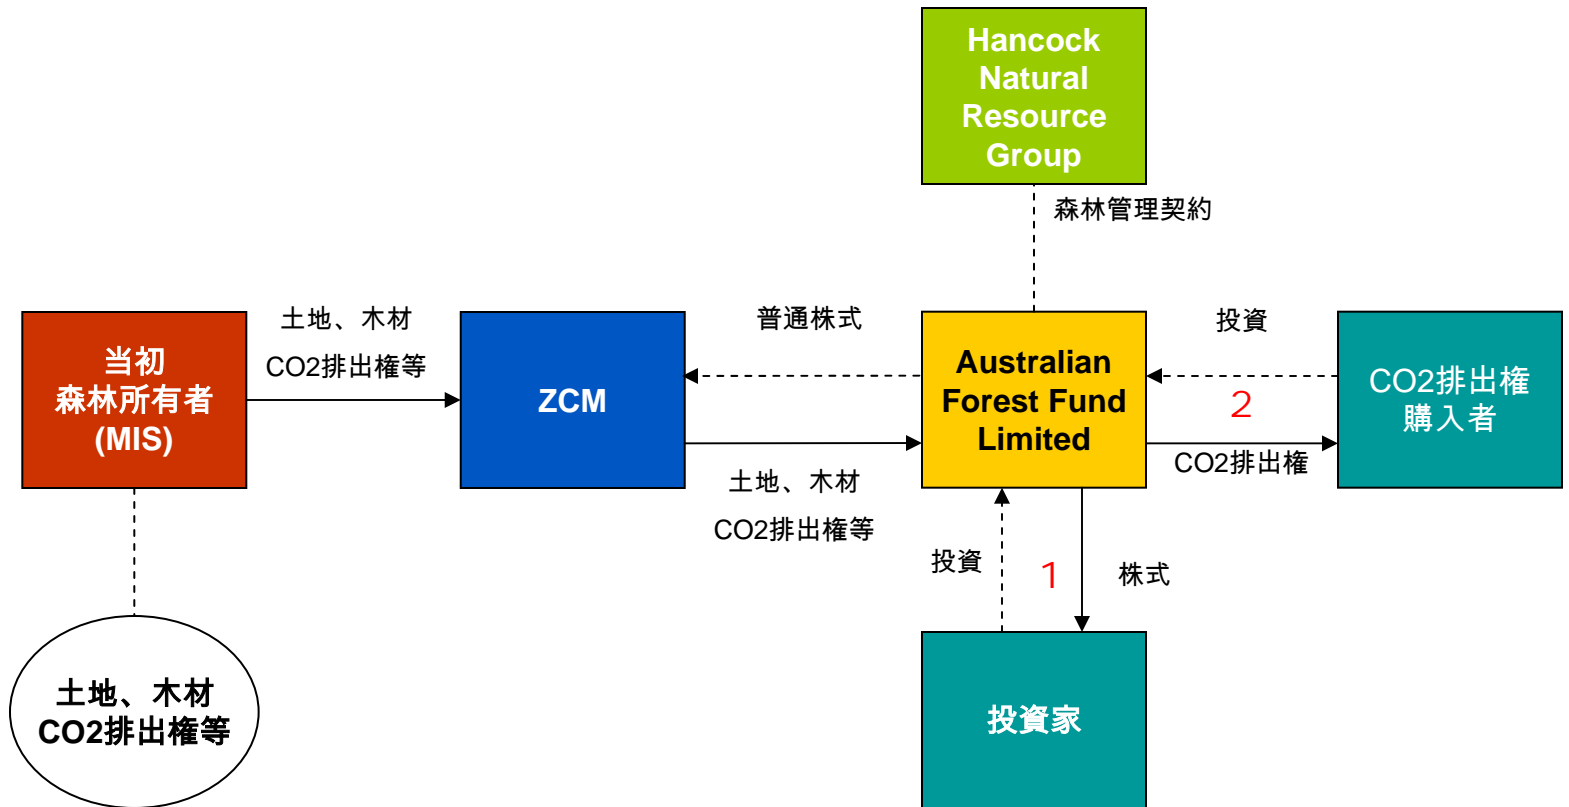 Hancock
Natural
Resource
Group
森林管理契約
当初
森林所有者
(MIS)
土地、木材
CO2排出権等
ZCM
普通株式
土地、木材
CO2排出権等
Australian
Forest Fund
Limited
投資
2
CO2排出権
CO2排出権
購入者
投資
1
株式
土地、木材
CO2排出権等
投資家